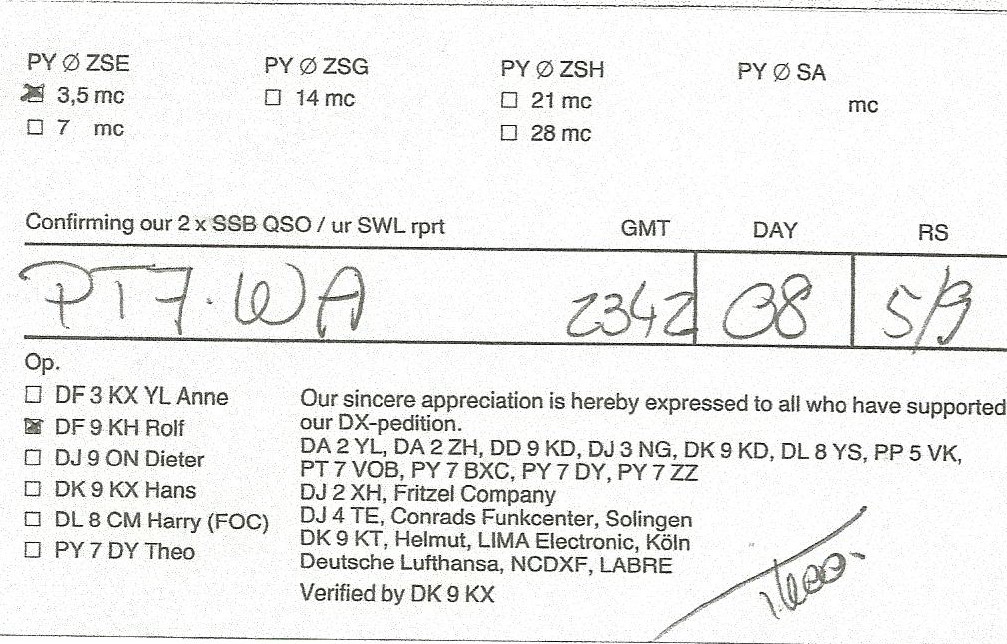 PY Ø ZSE PY Ø ZSG PY Ø ZSH PY Ø SA
☒ 3,5 mc ☐ 14 mc ☐ 21 mc mc
☐ 7 mc ☐ 28 mc
Confirming our 2 x SSB QSO / ur SWL rprt GMT DAY RS
PT7.WA 2342 08 5/9
Op.
☐ DF 3 KX YL Anne
☒ DF 9 KH Rolf
☐ DJ 9 ON Dieter
☐ DK 9 KX Hans
☐ DL 8 CM Harry (FOC)
☐ PY 7 DY Theo
Our sincere appreciation is hereby expressed to all who have supported
our DX-pedition.
DA 2 YL, DA 2 ZH, DD 9 KD, DJ 3 NG, DK 9 KD, DL 8 YS, PP 5 VK,
PT 7 VOB, PY 7 BXC, PY 7 DY, PY 7 ZZ
DJ 2 XH, Fritzel Company
DJ 4 TE, Conrads Funkcenter, Solingen
DK 9 KT, Helmut, LIMA Electronic, Köln
Deutsche Lufthansa, NCDXF, LABRE
Verified by DK 9 KX